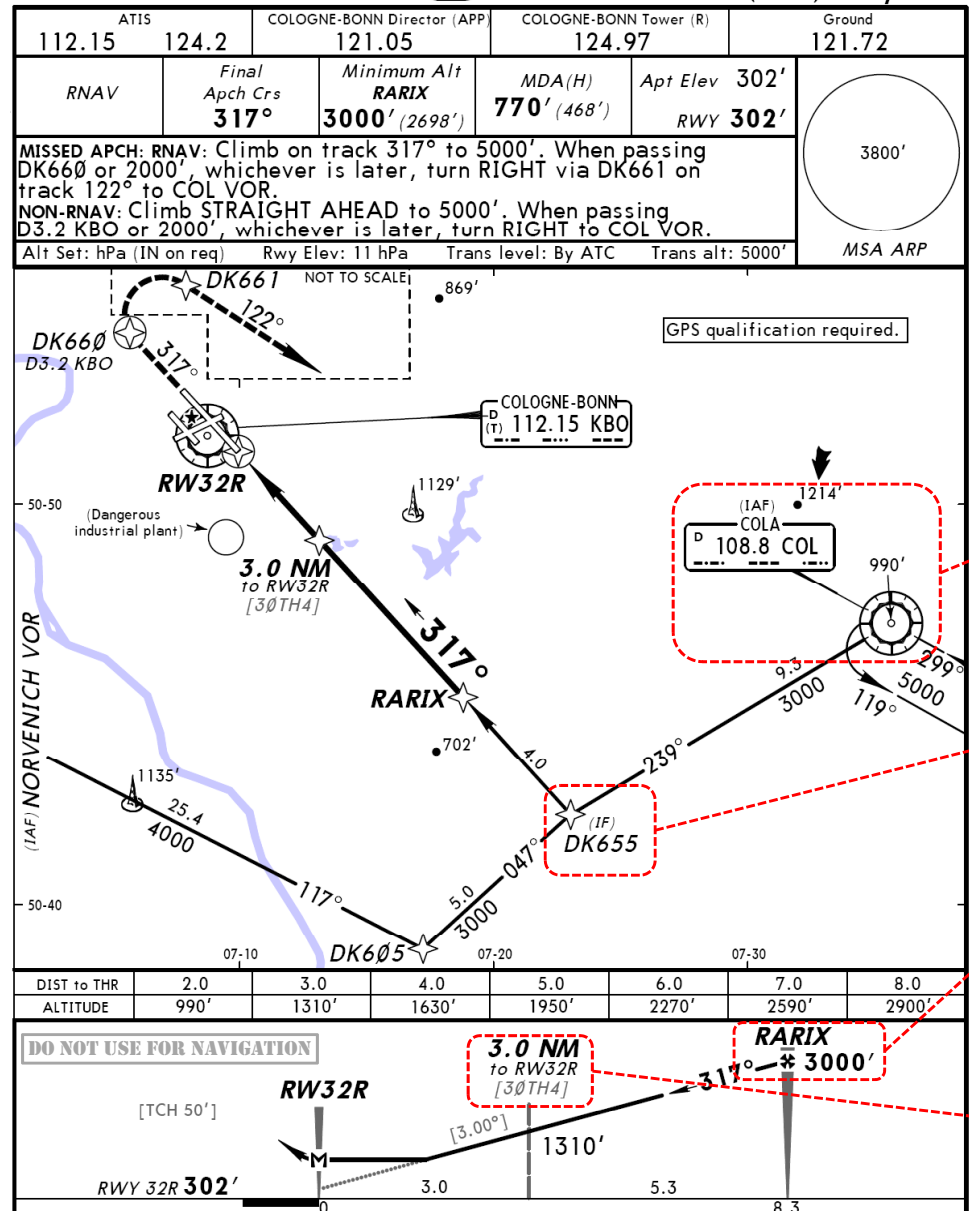 ATIS
112.15 124.2
COLOGNE-BONN Director (APP)
121.05
COLOGNE-BONN Tower (R)
124.97
Ground
121.72
RNAV
Final
Apch Crs
317°
Minimum Alt
RARIX
3000' (2698')
MDA(H)
770' (468')
Apt Elev 302'
RWY 302'
3800'
MSA ARP
MISSED APCH: RNAV: Climb on track 317° to 5000'. When passing
DK66Ø or 2000', whichever is later, turn RIGHT via DK661 on
track 122° to COL VOR.
NON-RNAV: Climb STRAIGHT AHEAD to 5000'. When passing
D3.2 KBO or 2000', whichever is later, turn RIGHT to COL VOR.
Alt Set: hPa (IN on req) Rwy Elev: 11 hPa Trans level: By ATC Trans alt: 5000'
DK661
NOT TO SCALE
869'
122°
GPS qualification required.
DK66Ø
D3.2 KBO
317°
COLOGNE-BONN
D
(T) 112.15 KBO
RW32R
1129'
1214'
50-50
(IAF)
COLA
D 108.8 COL
(Dangerous
industrial plant)
990'
3.0 NM
to RW32R
[3ØTH4]
317°
(IAF) NORVENICH VOR
RARIX
9.3
3000
299°
5000
119°
702'
4.0
239°
1135'
25.4
4000
(IF)
DK655
047°
117°
5.0
3000
50-40
DK6Ø5
07-10
07-20
07-30
DIST to THR 2.0 3.0 4.0 5.0 6.0 7.0 8.0
ALTITUDE 990' 1310' 1630' 1950' 2270' 2590' 2900'
DO NOT USE FOR NAVIGATION
3.0 NM
to RW32R
[3ØTH4]
RARIX
3000'
317°
RW32R
[TCH 50']
[3.00°]
1310'
M
RWY 32R 302'
3.0
5.3
0
8.3